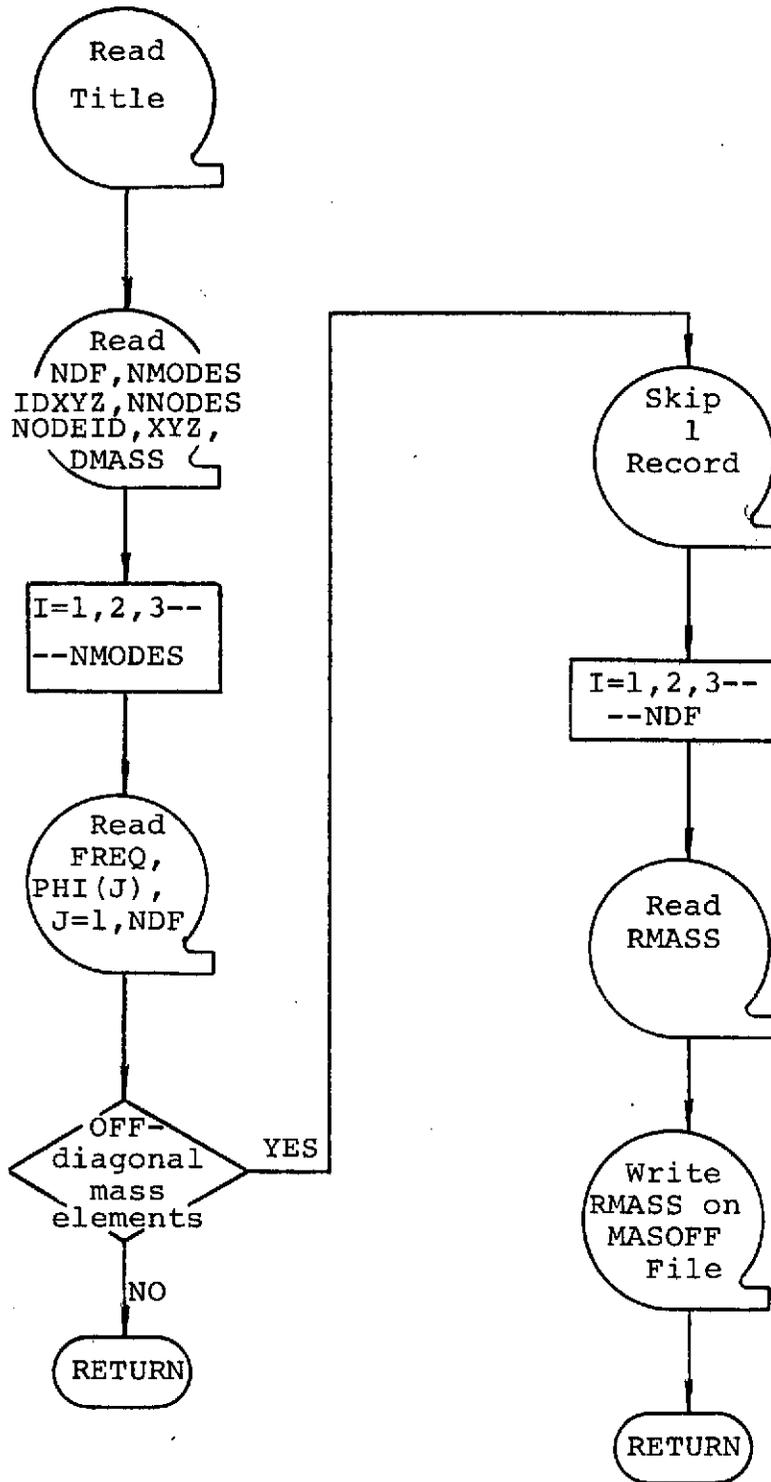 Read
Title
Read
NDF,NMODES
IDXYZ,NNODES
NODEID,XYZ,
DMASS
I=1,2,3--
--NMODES
Read
FREQ,
PHI(J),
J=1,NDF
OFF-
diagonal
mass
elements
YES
NO
RETURN
Skip
1
Record
I=1,2,3--
--NDF
Read
RMASS
Write
RMASS on
MASOFF
File
RETURN